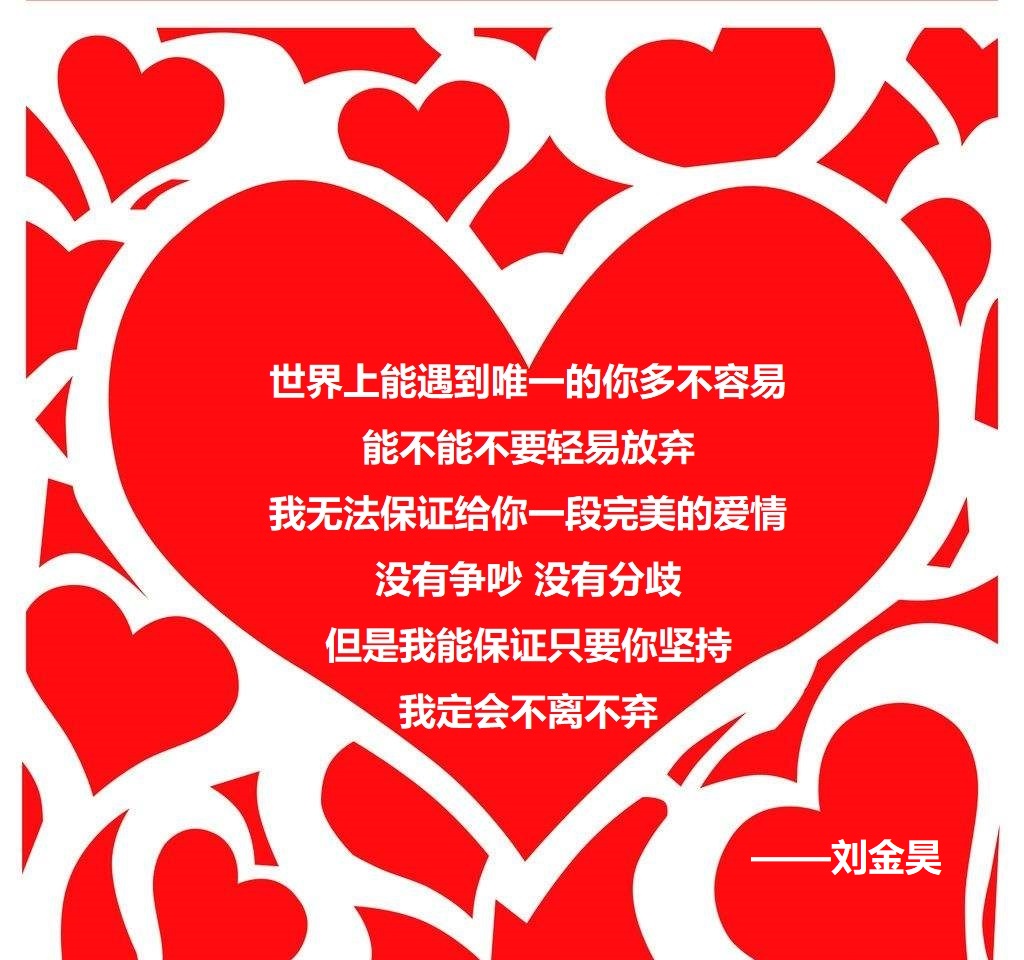 世界上能遇到唯一的你多不容易
能不能不要轻易放弃
我无法保证给你一段完美的爱情
没有争吵 没有分歧
但是我能保证只要你坚持
我定会不离不弃
——刘金昊